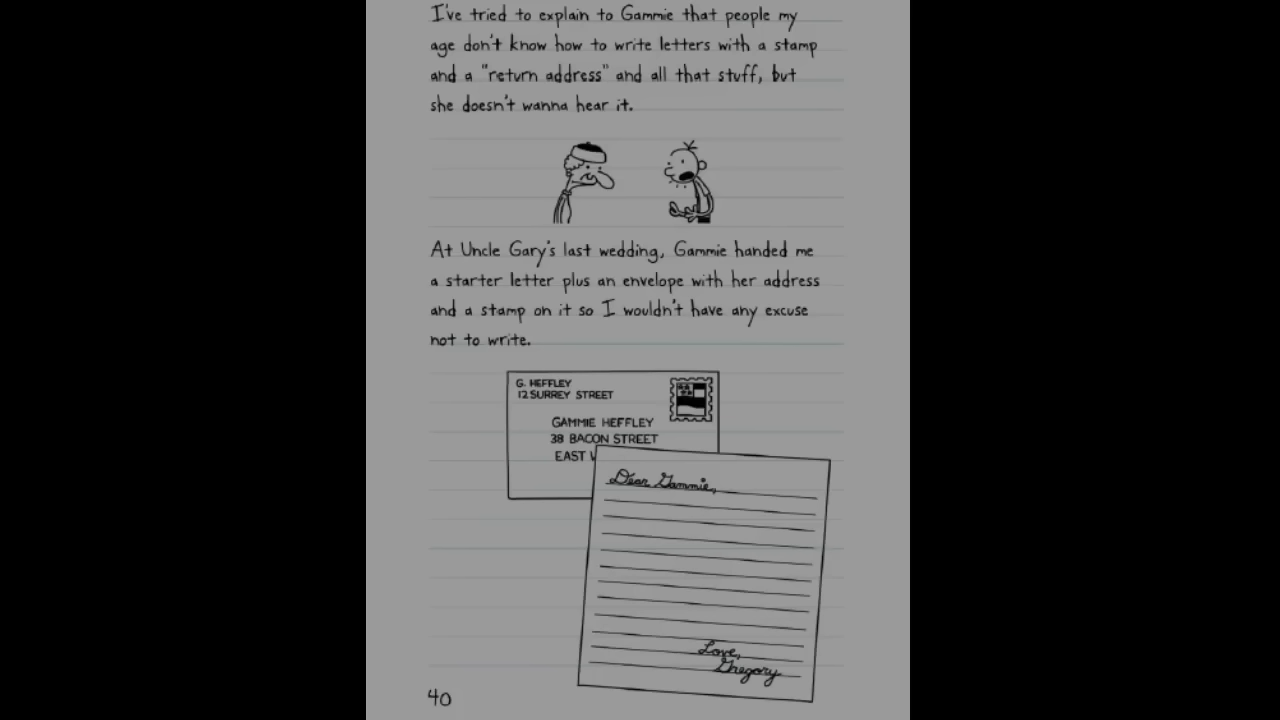 I've tried to explain to Gammie that people my
age don't know how to write letters with a stamp
and a "return address" and all that stuff, but
she doesn't wanna hear it.
At Uncle Gary's last wedding, Gammie handed me
a starter letter plus an envelope with her address
and a stamp on it so I wouldn't have any excuse
not to write.
G. HEFFLEY
12 SURREY STREET
GAMMIE HEFFLEY
38 BACON STREET
EAST
Dear Gammie,
Love,
Gregory
40